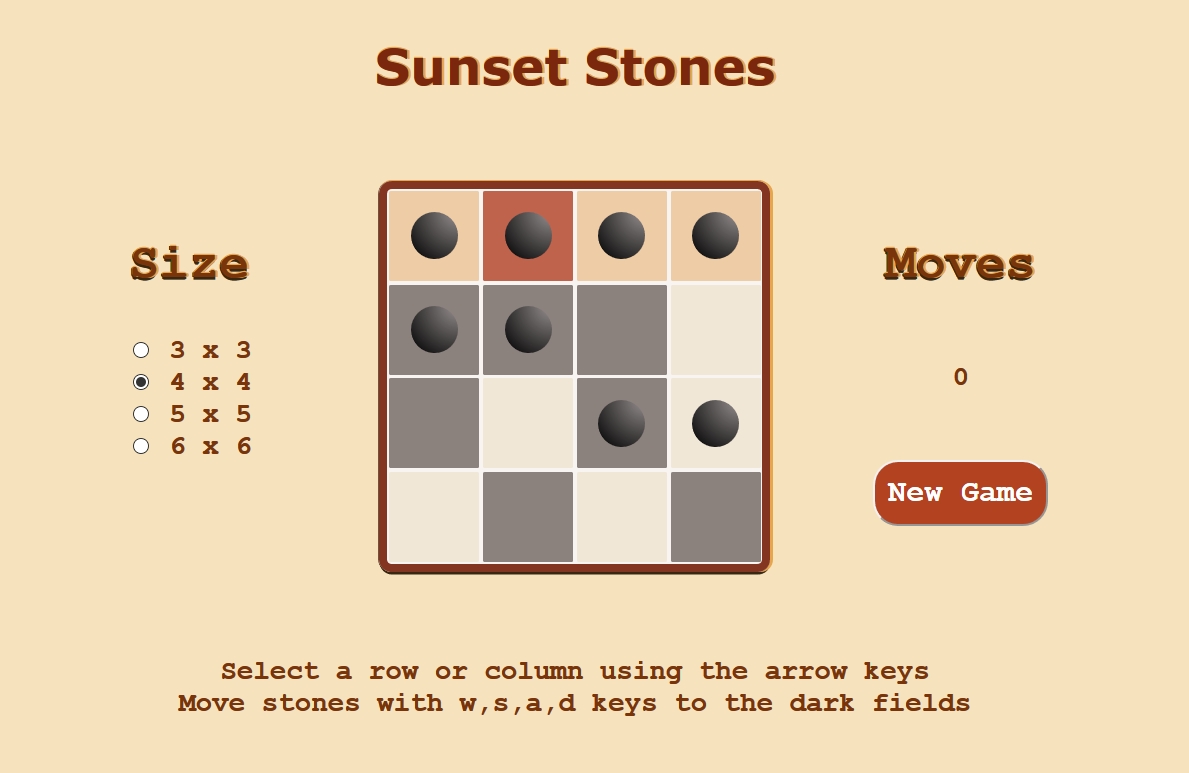 Sunset Stones
Size
3 x 3
4 x 4
5 x 5
6 x 6
Moves
0
New Game
Select a row or column using the arrow keys
Move stones with w,s,a,d keys to the dark fields